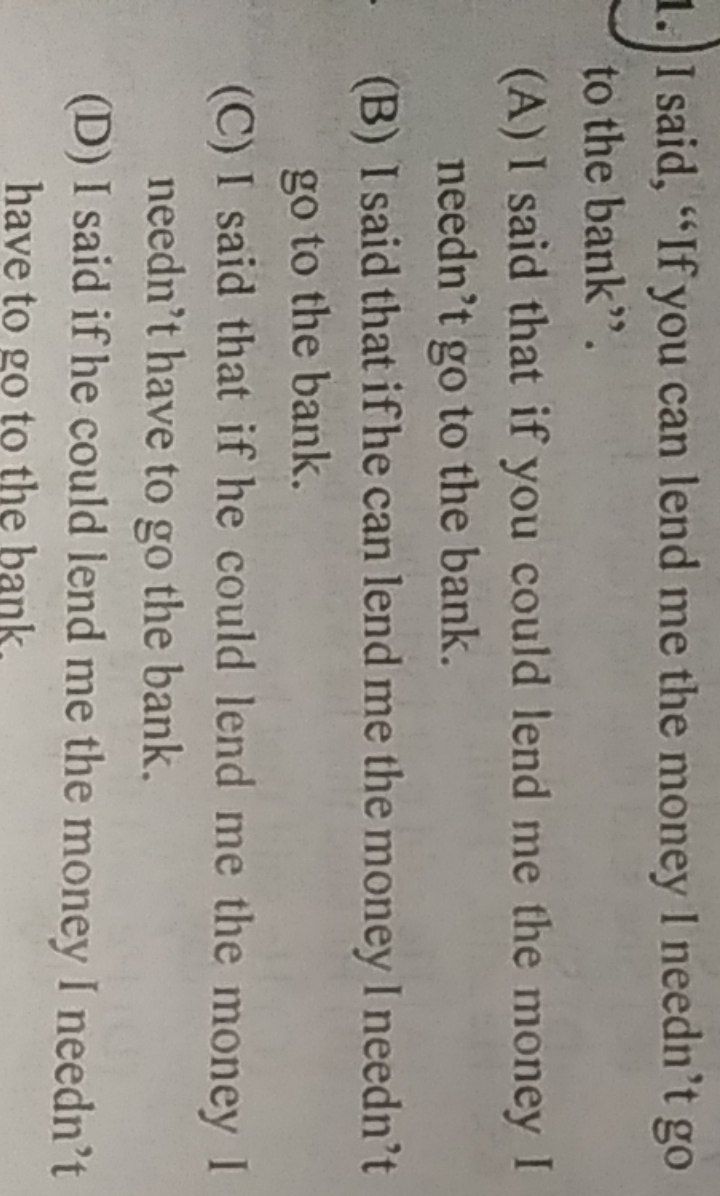 1. I said, “If you can lend me the money I needn’t go
to the bank”.
(A) I said that if you could lend me the money I
needn’t go to the bank.
(B) I said that if he can lend me the money I needn’t
go to the bank.
(C) I said that if he could lend me the money I
needn’t have to go the bank.
(D) I said if he could lend me the money I needn’t
have to go to the bank.